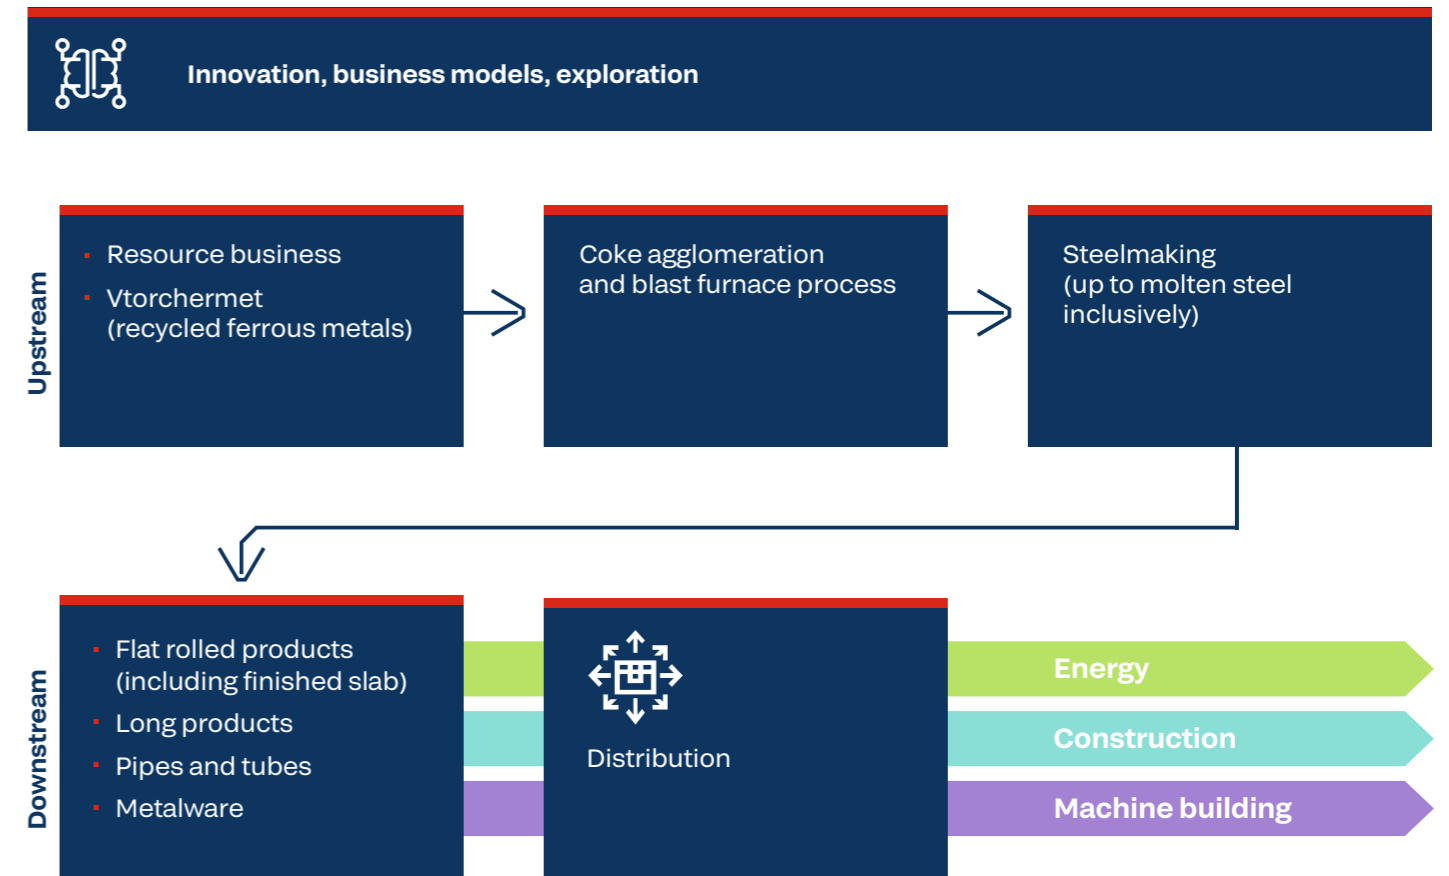 Innovation, business models, exploration
Upstream
Resource business
Vtorchermet
(recycled ferrous metals)
Coke agglomeration
and blast furnace process
Steelmaking
(up to molten steel
inclusively)
Downstream
Flat rolled products
(including finished slab)
Long products
Pipes and tubes
Metalware
Distribution
Energy
Construction
Machine building